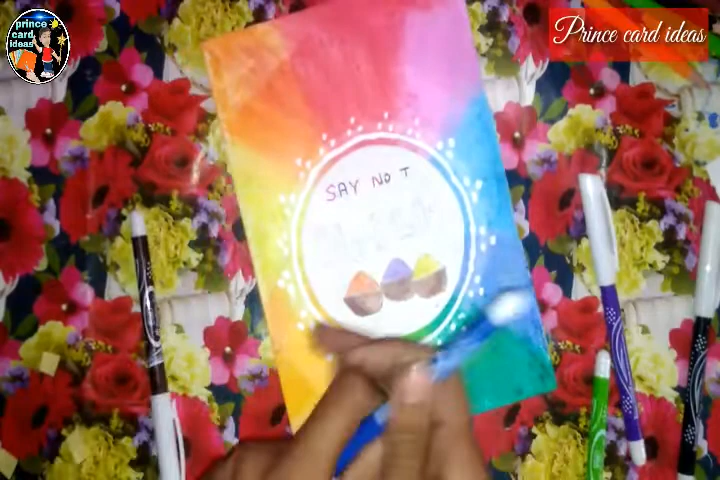 prince
card
ideas
Prince card ideas
SAY NO T